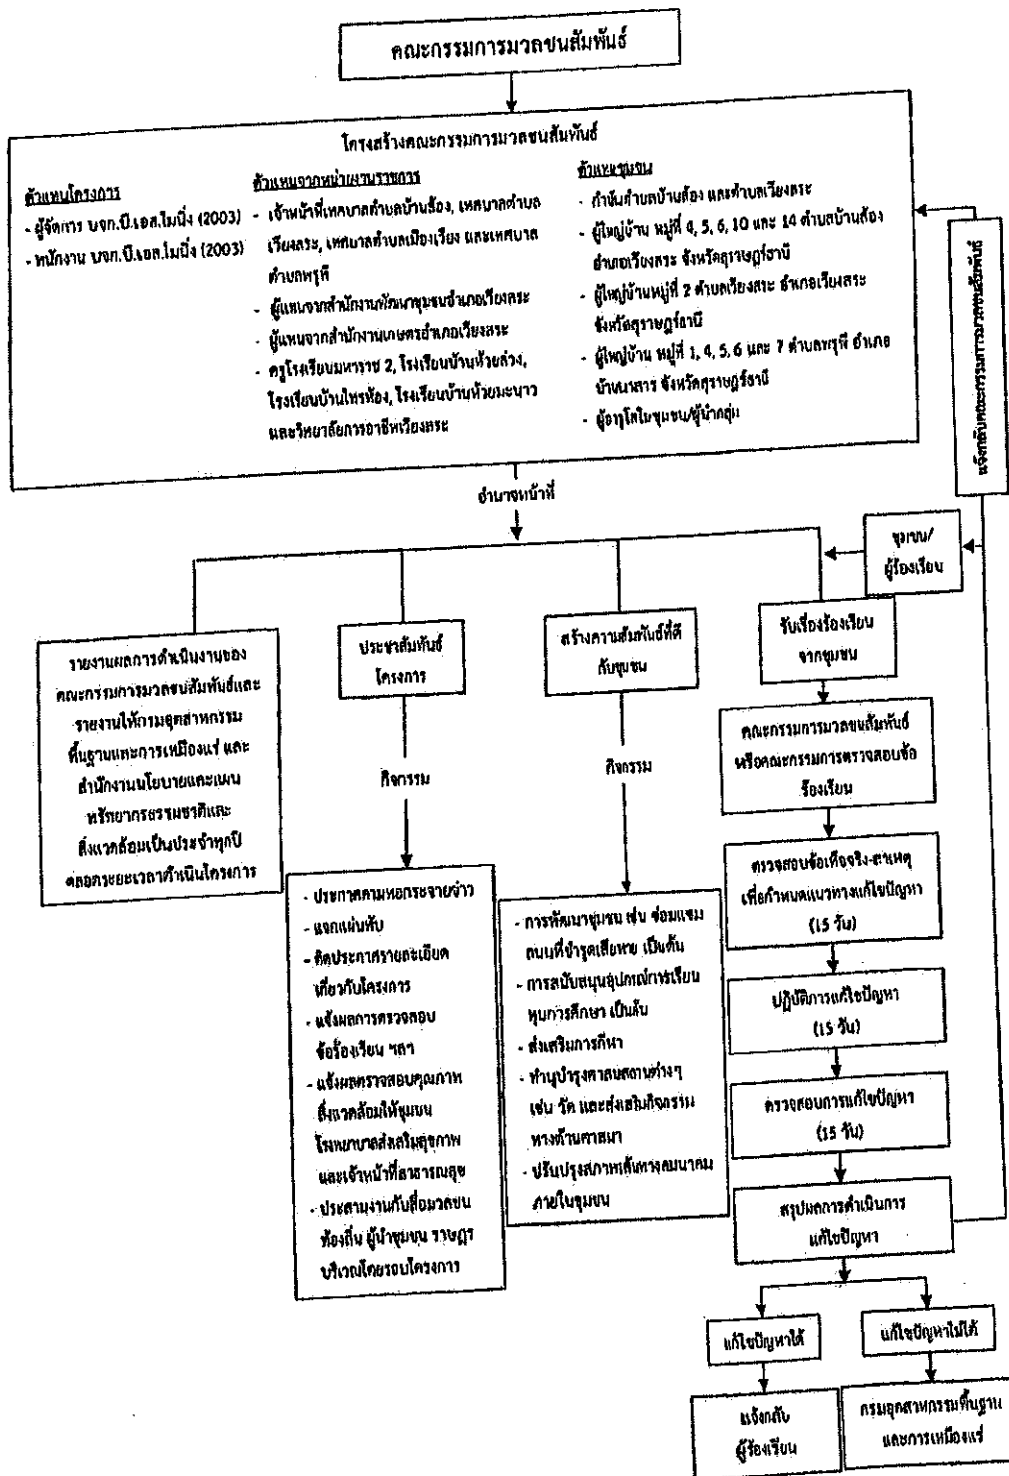 คณะกรรมการมวลชนสัมพันธ์
โครงสร้างคณะกรรมการมวลชนสัมพันธ์
ตัวแทนโครงการ
- ผู้จัดการ บจก.บี.เอส.ไมนิ่ง (2003)
- พนักงาน บจก.บี.เอส.ไมนิ่ง (2003)
ตัวแทนจากหน่วยงานราชการ
- เจ้าหน้าที่เทศบาลตำบลบ้านส้อง, เทศบาลตำบล
เวียงสระ, เทศบาลตำบลเมืองเวียง และเทศบาล
ตำบลพรุพี
- ผู้แทนจากสำนักงานพัฒนาชุมชนอำเภอเวียงสระ
- ผู้แทนจากสำนักงานเกษตรอำเภอเวียงสระ
- ครูโรงเรียนมหาราช 2, โรงเรียนบ้านห้วยล่วง,
โรงเรียนบ้านไทรห้อง, โรงเรียนบ้านห้วยมะนาว
และวิทยาลัยการอาชีพเวียงสระ
ตัวแทนชุมชน
- กำนันตำบลบ้านส้อง และตำบลเวียงสระ
- ผู้ใหญ่บ้าน หมู่ที่ 4, 5, 6, 10 และ 14 ตำบลบ้านส้อง
อำเภอเวียงสระ จังหวัดสุราษฎร์ธานี
- ผู้ใหญ่บ้านหมู่ที่ 2 ตำบลเวียงสระ อำเภอเวียงสระ
จังหวัดสุราษฎร์ธานี
- ผู้ใหญ่บ้าน หมู่ที่ 1, 4, 5, 6 และ 7 ตำบลพรุพี อำเภอ
บ้านนาสาร จังหวัดสุราษฎร์ธานี
- ผู้อาวุโสในชุมชน/ผู้นำกลุ่ม
แจ้งกลับคณะกรรมการมวลชนสัมพันธ์
อำนาจหน้าที่
ชุมชน/
ผู้ร้องเรียน
รายงานผลการดำเนินงานของ
คณะกรรมการมวลชนสัมพันธ์และ
รายงานให้กรมอุตสาหกรรม
พื้นฐานและการเหมืองแร่ และ
สำนักงานนโยบายและแผน
ทรัพยากรธรรมชาติและ
สิ่งแวดล้อมเป็นประจำทุกปี
ตลอดระยะเวลาดำเนินโครงการ
ประชาสัมพันธ์
โครงการ
กิจกรรม
- ประกาศตามหอกระจายข่าว
- แจกแผ่นพับ
- ติดประกาศรายละเอียด
เกี่ยวกับโครงการ
- แจ้งผลการตรวจสอบ
ข้อร้องเรียน ฯลฯ
- แจ้งผลตรวจสอบคุณภาพ
สิ่งแวดล้อมให้ชุมชน
โรงพยาบาลส่งเสริมสุขภาพ
และเจ้าหน้าที่สาธารณสุข
- ประสานงานกับสื่อมวลชน
ท้องถิ่น ผู้นำชุมชน ราษฎร
บริเวณโดยรอบโครงการ
สร้างความสัมพันธ์ที่ดี
กับชุมชน
กิจกรรม
- การพัฒนาชุมชน เช่น ซ่อมแซม
ถนนที่ชำรุดเสียหาย เป็นต้น
- การสนับสนุนอุปกรณ์การเรียน
ทุนการศึกษา เป็นต้น
- ส่งเสริมการกีฬา
- ทำนุบำรุงศาสนสถานต่างๆ
เช่น วัด และส่งเสริมกิจกรรม
ทางด้านศาสนา
- ปรับปรุงสภาพเส้นทางคมนาคม
ภายในชุมชน
รับเรื่องร้องเรียน
จากชุมชน
คณะกรรมการมวลชนสัมพันธ์
หรือคณะกรรมการตรวจสอบข้อ
ร้องเรียน
ตรวจสอบข้อเท็จจริง-สาเหตุ
เพื่อกำหนดแนวทางแก้ไขปัญหา
(15 วัน)
ปฏิบัติการแก้ไขปัญหา
(15 วัน)
ตรวจสอบการแก้ไขปัญหา
(15 วัน)
สรุปผลการดำเนินการ
แก้ไขปัญหา
แก้ไขปัญหาได้
แก้ไขปัญหาไม่ได้
แจ้งกลับ
ผู้ร้องเรียน
กรมอุตสาหกรรมพื้นฐาน
และการเหมืองแร่